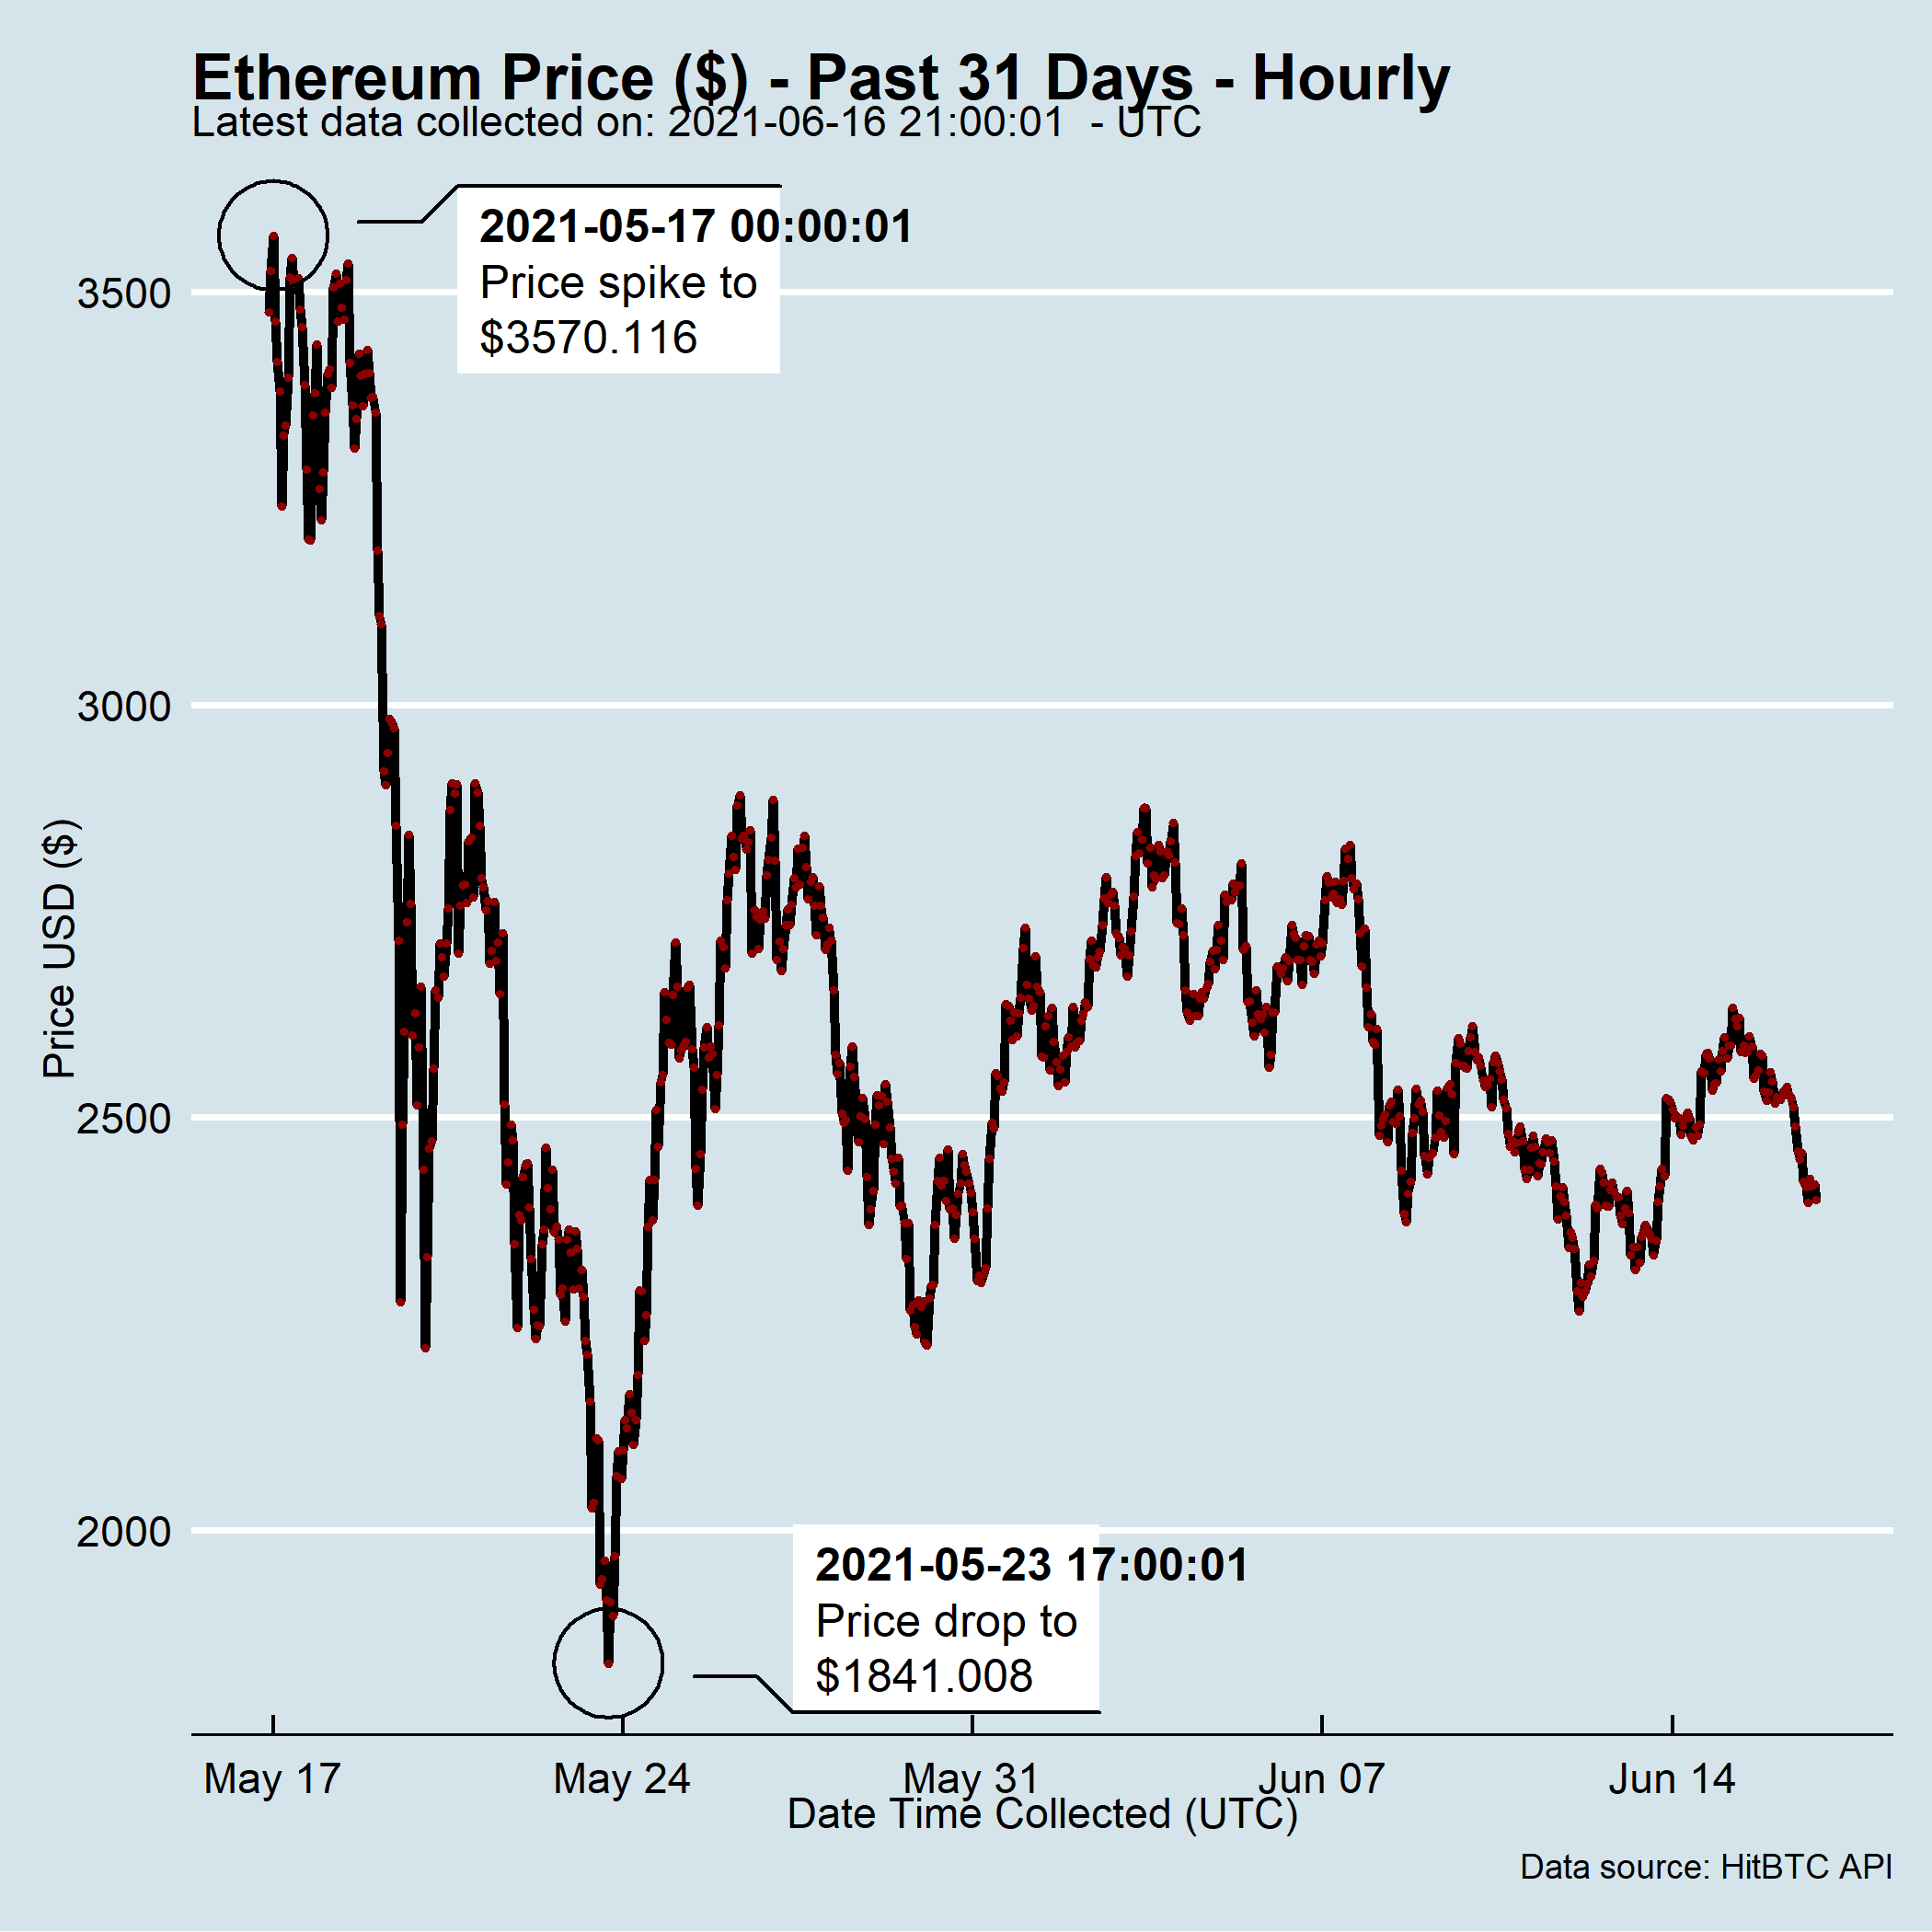 Ethereum Price ($) - Past 31 Days - Hourly
Latest data collected on: 2021-06-16 21:00:01  - UTC
2021-05-17 00:00:01
Price spike to
$3570.116
3500
3000
Price USD ($)
2500
2000
2021-05-23 17:00:01
Price drop to
$1841.008
May 17
May 24
May 31
Jun 07
Jun 14
Date Time Collected (UTC)
Data source: HitBTC API